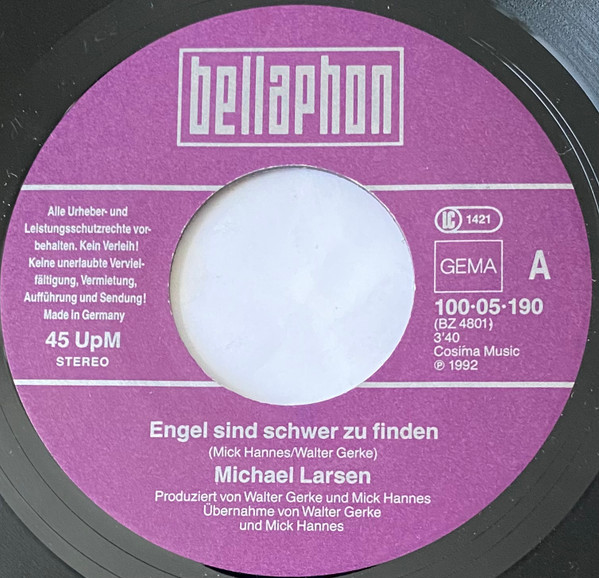 bellaphon
Alle Urheber- und
Leistungsschutzrechte vor-
behalten. Kein Verleih!
Keine unerlaubte Verviel-
fältigung, Vermietung,
Aufführung und Sendung!
Made in Germany
45 UpM
STEREO
LC 1421
GEMA
A
100·05·190
(BZ 4801)
3'40
Cosima Music
℗ 1992
Engel sind schwer zu finden
(Mick Hannes/Walter Gerke)
Michael Larsen
Produziert von Walter Gerke und Mick Hannes
Übernahme von Walter Gerke
und Mick Hannes